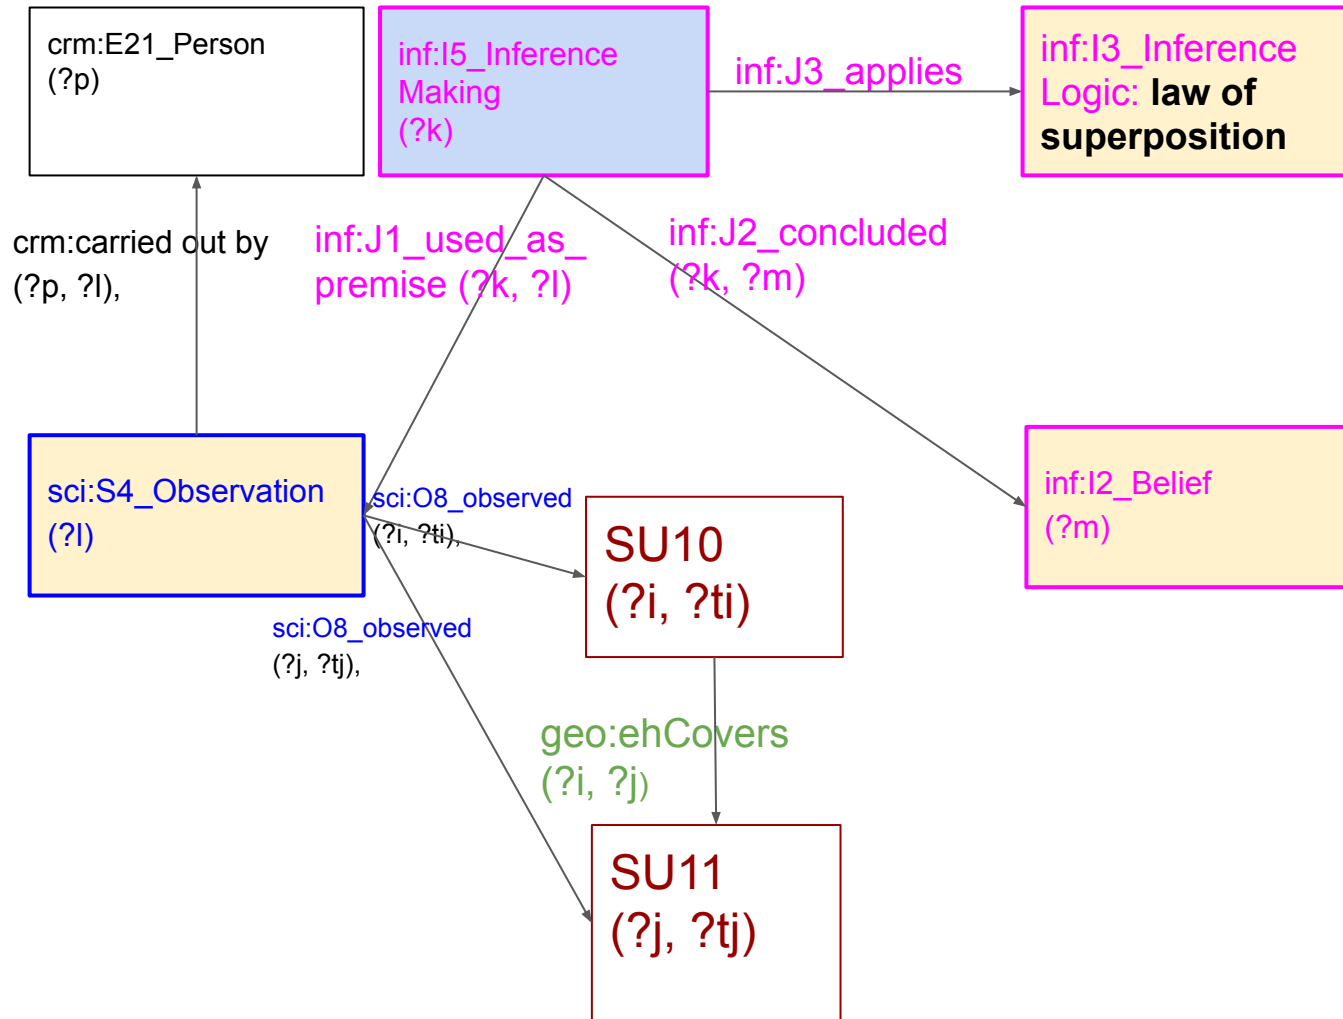 crm:E21_Person
(?p)
inf:I5_Inference
Making
(?k)
inf:J3_applies
inf:I3_Inference
Logic: law of
superposition
crm:carried out by
(?p, ?l),
inf:J1_used_as_
premise (?k, ?l)
inf:J2_concluded
(?k, ?m)
sci:S4_Observation
(?l)
sci:O8_observed
(?i, ?ti),
SU10
(?i, ?ti)
inf:I2_Belief
(?m)
sci:O8_observed
(?j, ?tj),
geo:ehCovers
(?i, ?j)
SU11
(?j, ?tj)